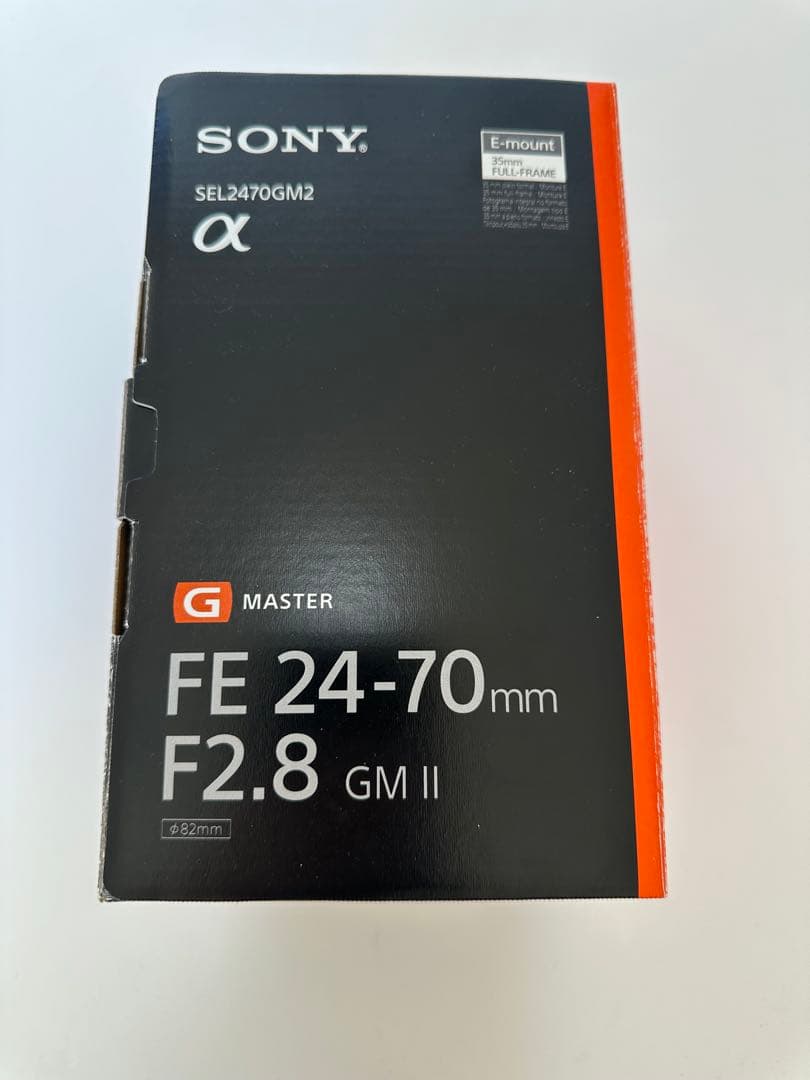 SONY®
E-mount
35mm
FULL-FRAME
SEL2470GM2
α
G MASTER
FE 24-70mm
F2.8 GM II
φ82mm